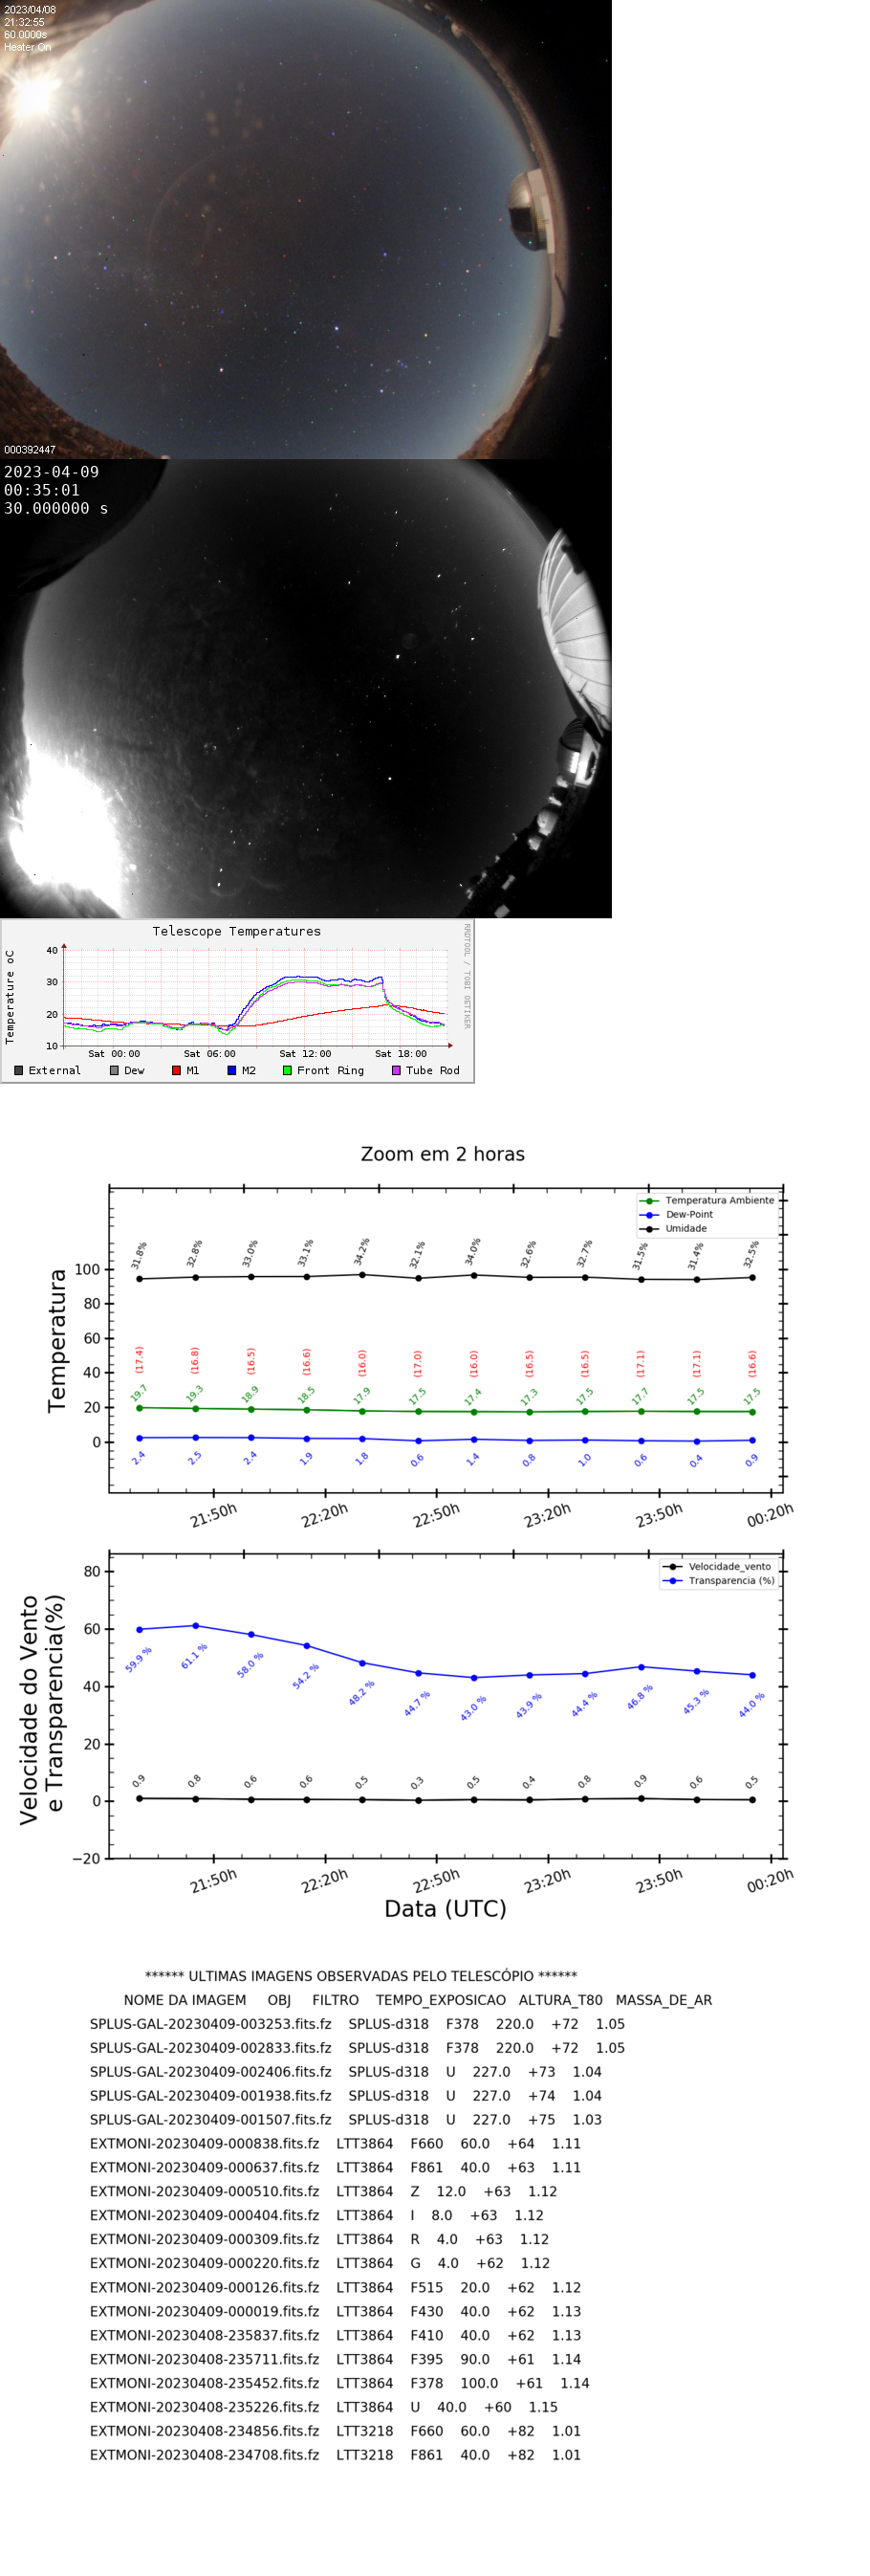 2023/04/08
21:32:55
60.0000s
Heater On
000392447
2023-04-09
00:35:01
30.000000 s
Telescope Temperatures
RRDTOOL / TOBI OETIKER
Temperature oC
40
30
20
10
Sat 00:00 Sat 06:00 Sat 12:00 Sat 18:00
External Dew M1 M2 Front Ring Tube Rod
Zoom em 2 horas
Temperatura Ambiente
Dew-Point
Umidade
Temperatura
100
80
60
40
20
0
31.8% 32.8% 33.0% 33.1% 34.2% 32.1% 34.0% 32.6% 32.7% 31.5% 31.4% 32.5%
(17.4) (16.8) (16.5) (16.6) (16.0) (17.0) (16.0) (16.5) (16.5) (17.1) (17.1) (16.6)
19.7 19.3 18.9 18.5 17.9 17.5 17.4 17.3 17.5 17.7 17.5 17.5
2.4 2.5 2.4 1.9 1.8 0.6 1.4 0.8 1.0 0.6 0.4 0.9
21:50h 22:20h 22:50h 23:20h 23:50h 00:20h
Velocidade_vento
Transparencia (%)
Velocidade do Vento
e Transparencia(%)
80
60
40
20
0
−20
59.9 % 61.1 % 58.0 % 54.2 % 48.2 % 44.7 % 43.0 % 43.9 % 44.4 % 46.8 % 45.3 % 44.0 %
0.9 0.8 0.6 0.6 0.5 0.3 0.5 0.4 0.8 0.9 0.6 0.5
21:50h 22:20h 22:50h 23:20h 23:50h 00:20h
Data (UTC)
****** ULTIMAS IMAGENS OBSERVADAS PELO TELESCÓPIO ******
NOME DA IMAGEM OBJ FILTRO TEMPO_EXPOSICAO ALTURA_T80 MASSA_DE_AR
SPLUS-GAL-20230409-003253.fits.fz SPLUS-d318 F378 220.0 +72 1.05
SPLUS-GAL-20230409-002833.fits.fz SPLUS-d318 F378 220.0 +72 1.05
SPLUS-GAL-20230409-002406.fits.fz SPLUS-d318 U 227.0 +73 1.04
SPLUS-GAL-20230409-001938.fits.fz SPLUS-d318 U 227.0 +74 1.04
SPLUS-GAL-20230409-001507.fits.fz SPLUS-d318 U 227.0 +75 1.03
EXTMONI-20230409-000838.fits.fz LTT3864 F660 60.0 +64 1.11
EXTMONI-20230409-000637.fits.fz LTT3864 F861 40.0 +63 1.11
EXTMONI-20230409-000510.fits.fz LTT3864 Z 12.0 +63 1.12
EXTMONI-20230409-000404.fits.fz LTT3864 I 8.0 +63 1.12
EXTMONI-20230409-000309.fits.fz LTT3864 R 4.0 +63 1.12
EXTMONI-20230409-000220.fits.fz LTT3864 G 4.0 +62 1.12
EXTMONI-20230409-000126.fits.fz LTT3864 F515 20.0 +62 1.12
EXTMONI-20230409-000019.fits.fz LTT3864 F430 40.0 +62 1.13
EXTMONI-20230408-235837.fits.fz LTT3864 F410 40.0 +62 1.13
EXTMONI-20230408-235711.fits.fz LTT3864 F395 90.0 +61 1.14
EXTMONI-20230408-235452.fits.fz LTT3864 F378 100.0 +61 1.14
EXTMONI-20230408-235226.fits.fz LTT3864 U 40.0 +60 1.15
EXTMONI-20230408-234856.fits.fz LTT3218 F660 60.0 +82 1.01
EXTMONI-20230408-234708.fits.fz LTT3218 F861 40.0 +82 1.01